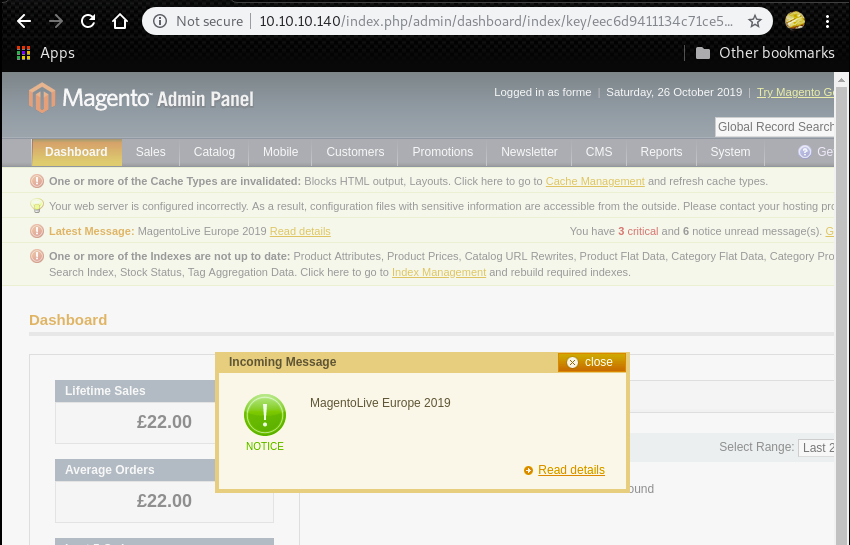 Not secure | 10.10.10.140/index.php/admin/dashboard/index/key/eec6d9411134c71ce5...
Apps
Other bookmarks
Magento™ Admin Panel
Logged in as forme | Saturday, 26 October 2019 | Try Magento Go
Global Record Search
Dashboard Sales Catalog Mobile Customers Promotions Newsletter CMS Reports System Ge
One or more of the Cache Types are invalidated: Blocks HTML output, Layouts. Click here to go to Cache Management and refresh cache types.
Your web server is configured incorrectly. As a result, configuration files with sensitive information are accessible from the outside. Please contact your hosting pro
Latest Message: MagentoLive Europe 2019 Read details You have 3 critical and 6 notice unread message(s). G
One or more of the Indexes are not up to date: Product Attributes, Product Prices, Catalog URL Rewrites, Product Flat Data, Category Flat Data, Category Pro
Search Index, Stock Status, Tag Aggregation Data. Click here to go to Index Management and rebuild required indexes.
Dashboard
Incoming Message
close
Lifetime Sales
£22.00
MagentoLive Europe 2019
NOTICE
Select Range: Last 2
Average Orders
Read details
£22.00
ound